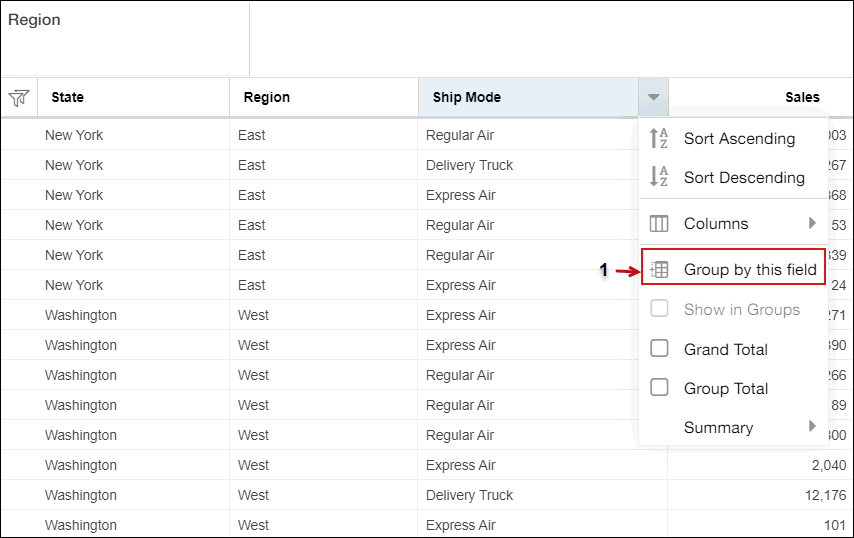 Region
State Region Ship Mode Sales
New York East Regular Air 003
Sort Ascending
New York East Delivery Truck 267
Sort Descending
New York East Express Air 368
New York East Regular Air 53
Columns
New York East Regular Air 339
1 Group by this field
New York East Express Air 24
Show in Groups
Washington West Express Air 271
Washington West Express Air 390
Grand Total
Washington West Regular Air 266
Group Total
Washington West Regular Air 89
Washington West Regular Air 300
Summary
Washington West Express Air 2,040
Washington West Delivery Truck 12,176
Washington West Express Air 101